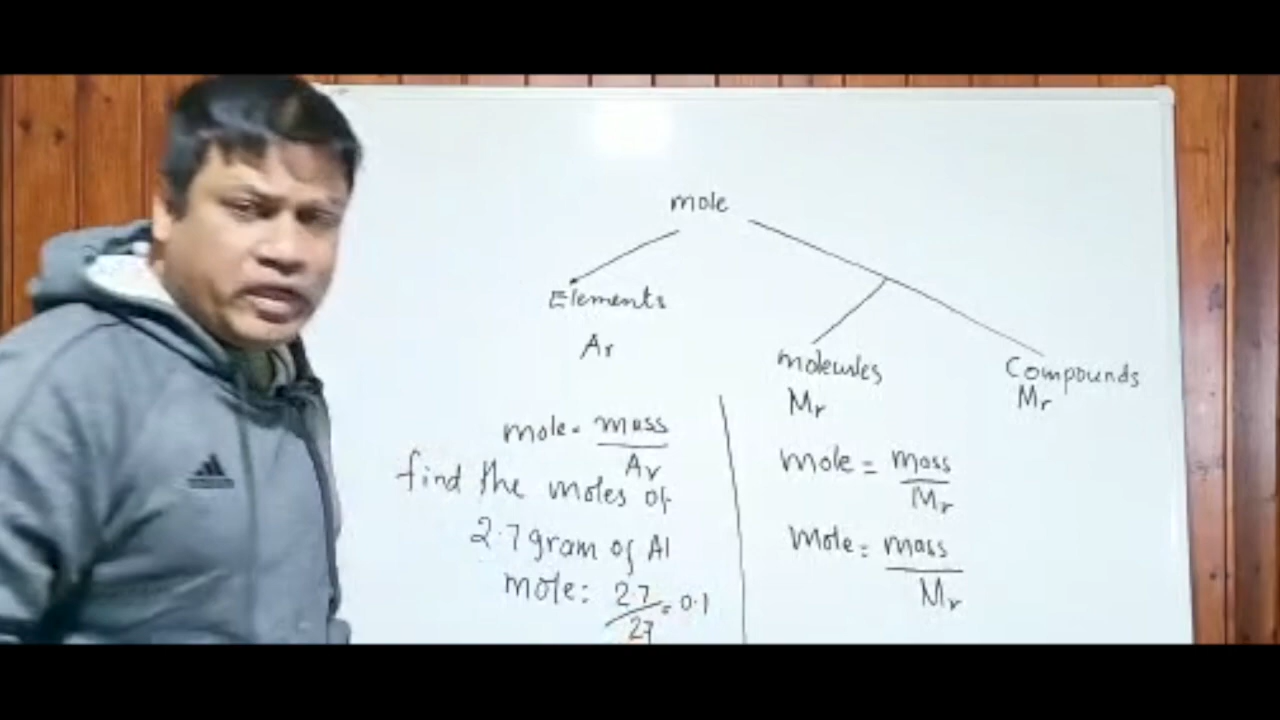 mole
Elements
Ar
molecules
Mr
Compounds
Mr
mole = mass
Ar
find the moles of
2.7 gram of Al
mole: 2.7
27
= 0.1
mole = mass
Mr
mole = mass
Mr